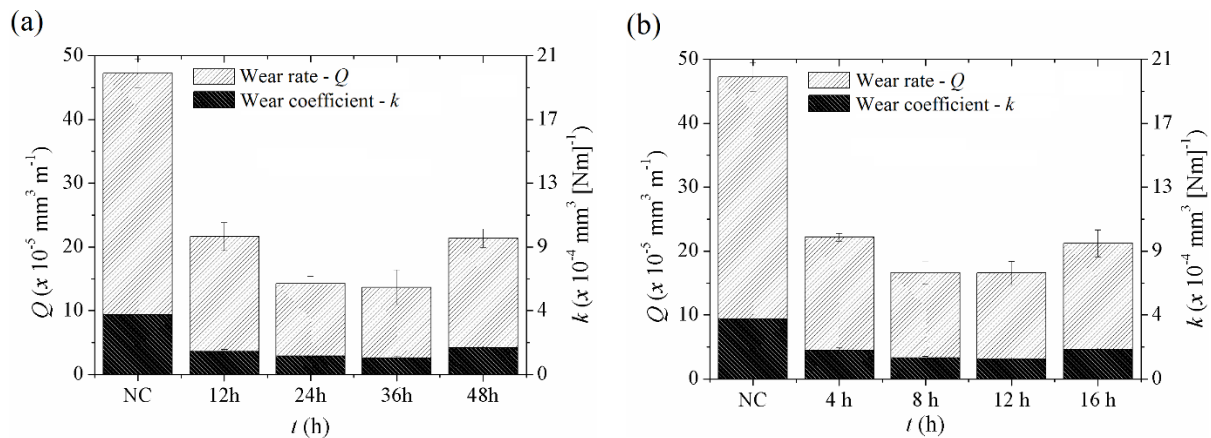 (a)
Q (x 10⁻⁵ mm³ m⁻¹)
50
40
30
20
10
0
Wear rate - Q
Wear coefficient - k
21
17
13
9
4
0
k (x 10⁻⁴ mm³ [Nm]⁻¹)
NC 12h 24h 36h 48h
t (h)
(b)
Q (x 10⁻⁵ mm³ m⁻¹)
50
40
30
20
10
0
Wear rate - Q
Wear coefficient - k
21
17
13
9
4
0
k (x 10⁻⁴ mm³ [Nm]⁻¹)
NC 4 h 8 h 12 h 16 h
t (h)